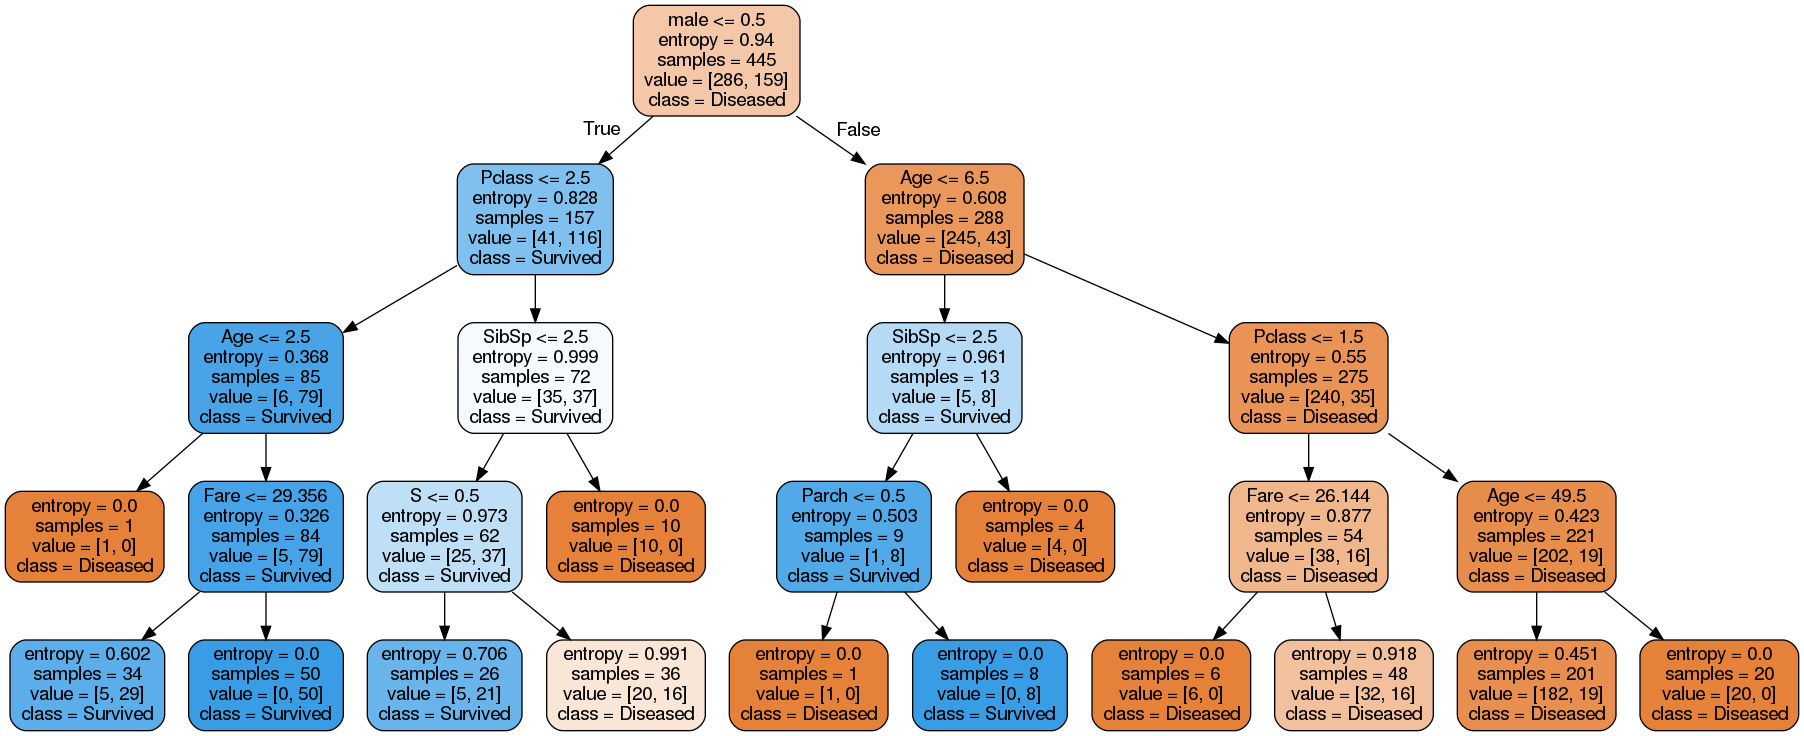 male <= 0.5
entropy = 0.94
samples = 445
value = [286, 159]
class = Diseased
True
False
Pclass <= 2.5
entropy = 0.828
samples = 157
value = [41, 116]
class = Survived
Age <= 6.5
entropy = 0.608
samples = 288
value = [245, 43]
class = Diseased
Age <= 2.5
entropy = 0.368
samples = 85
value = [6, 79]
class = Survived
SibSp <= 2.5
entropy = 0.999
samples = 72
value = [35, 37]
class = Survived
SibSp <= 2.5
entropy = 0.961
samples = 13
value = [5, 8]
class = Survived
Pclass <= 1.5
entropy = 0.55
samples = 275
value = [240, 35]
class = Diseased
entropy = 0.0
samples = 1
value = [1, 0]
class = Diseased
Fare <= 29.356
entropy = 0.326
samples = 84
value = [5, 79]
class = Survived
S <= 0.5
entropy = 0.973
samples = 62
value = [25, 37]
class = Survived
entropy = 0.0
samples = 10
value = [10, 0]
class = Diseased
Parch <= 0.5
entropy = 0.503
samples = 9
value = [1, 8]
class = Survived
entropy = 0.0
samples = 4
value = [4, 0]
class = Diseased
Fare <= 26.144
entropy = 0.877
samples = 54
value = [38, 16]
class = Diseased
Age <= 49.5
entropy = 0.423
samples = 221
value = [202, 19]
class = Diseased
entropy = 0.602
samples = 34
value = [5, 29]
class = Survived
entropy = 0.0
samples = 50
value = [0, 50]
class = Survived
entropy = 0.706
samples = 26
value = [5, 21]
class = Survived
entropy = 0.991
samples = 36
value = [20, 16]
class = Diseased
entropy = 0.0
samples = 1
value = [1, 0]
class = Diseased
entropy = 0.0
samples = 8
value = [0, 8]
class = Survived
entropy = 0.0
samples = 6
value = [6, 0]
class = Diseased
entropy = 0.918
samples = 48
value = [32, 16]
class = Diseased
entropy = 0.451
samples = 201
value = [182, 19]
class = Diseased
entropy = 0.0
samples = 20
value = [20, 0]
class = Diseased